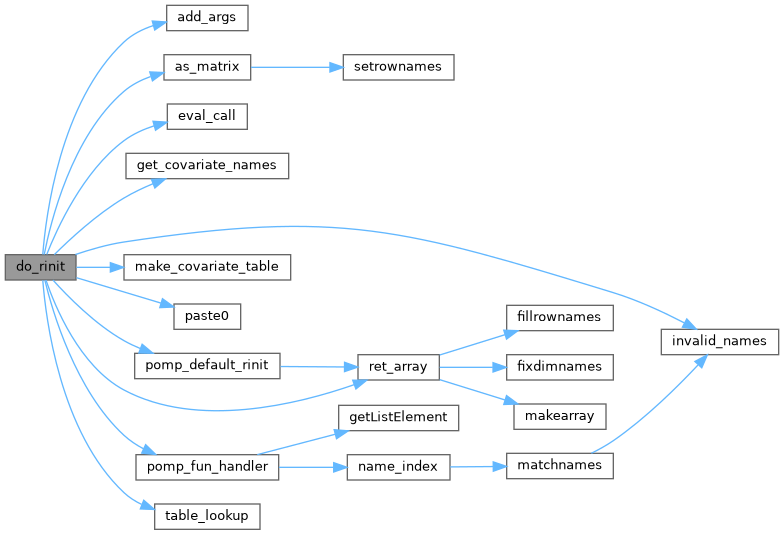 add_args
as_matrix
setrownames
eval_call
get_covariate_names
do_rinit
make_covariate_table
paste0
fillrownames
invalid_names
pomp_default_rinit
ret_array
fixdimnames
makearray
getListElement
pomp_fun_handler
name_index
matchnames
table_lookup